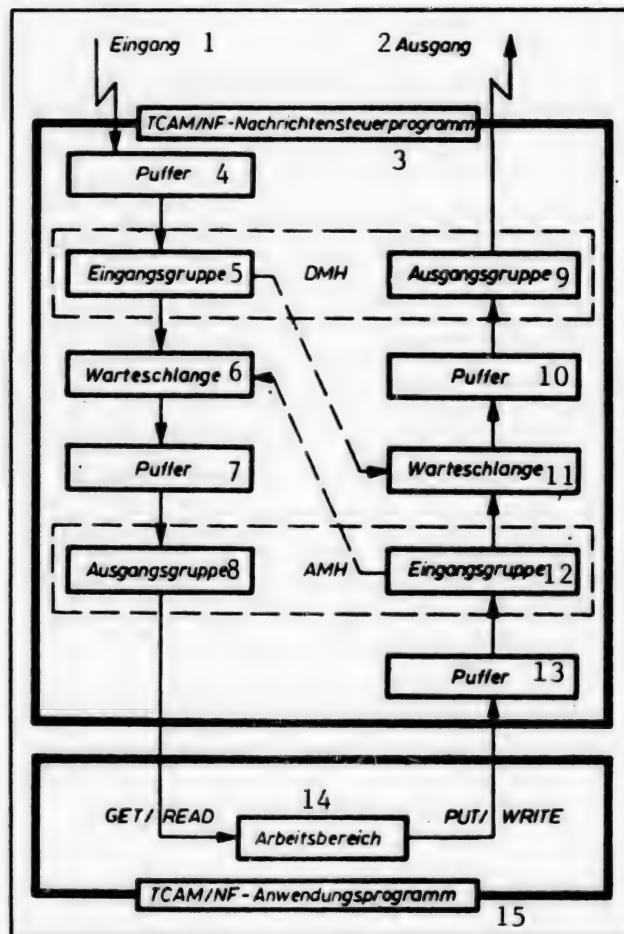 Eingang 1 2 Ausgang
TCAM/NF-Nachrichtensteuerprogramm
3
Puffer 4
Eingangsgruppe 5 DMH Ausgangsgruppe 9
Warteschlange 6 Puffer 10
Puffer 7 Warteschlange 11
Ausgangsgruppe 8 AMH Eingangsgruppe 12
Puffer 13
14
GET/READ Arbeitsbereich PUT/WRITE
TCAM/NF-Anwendungsprogramm
15